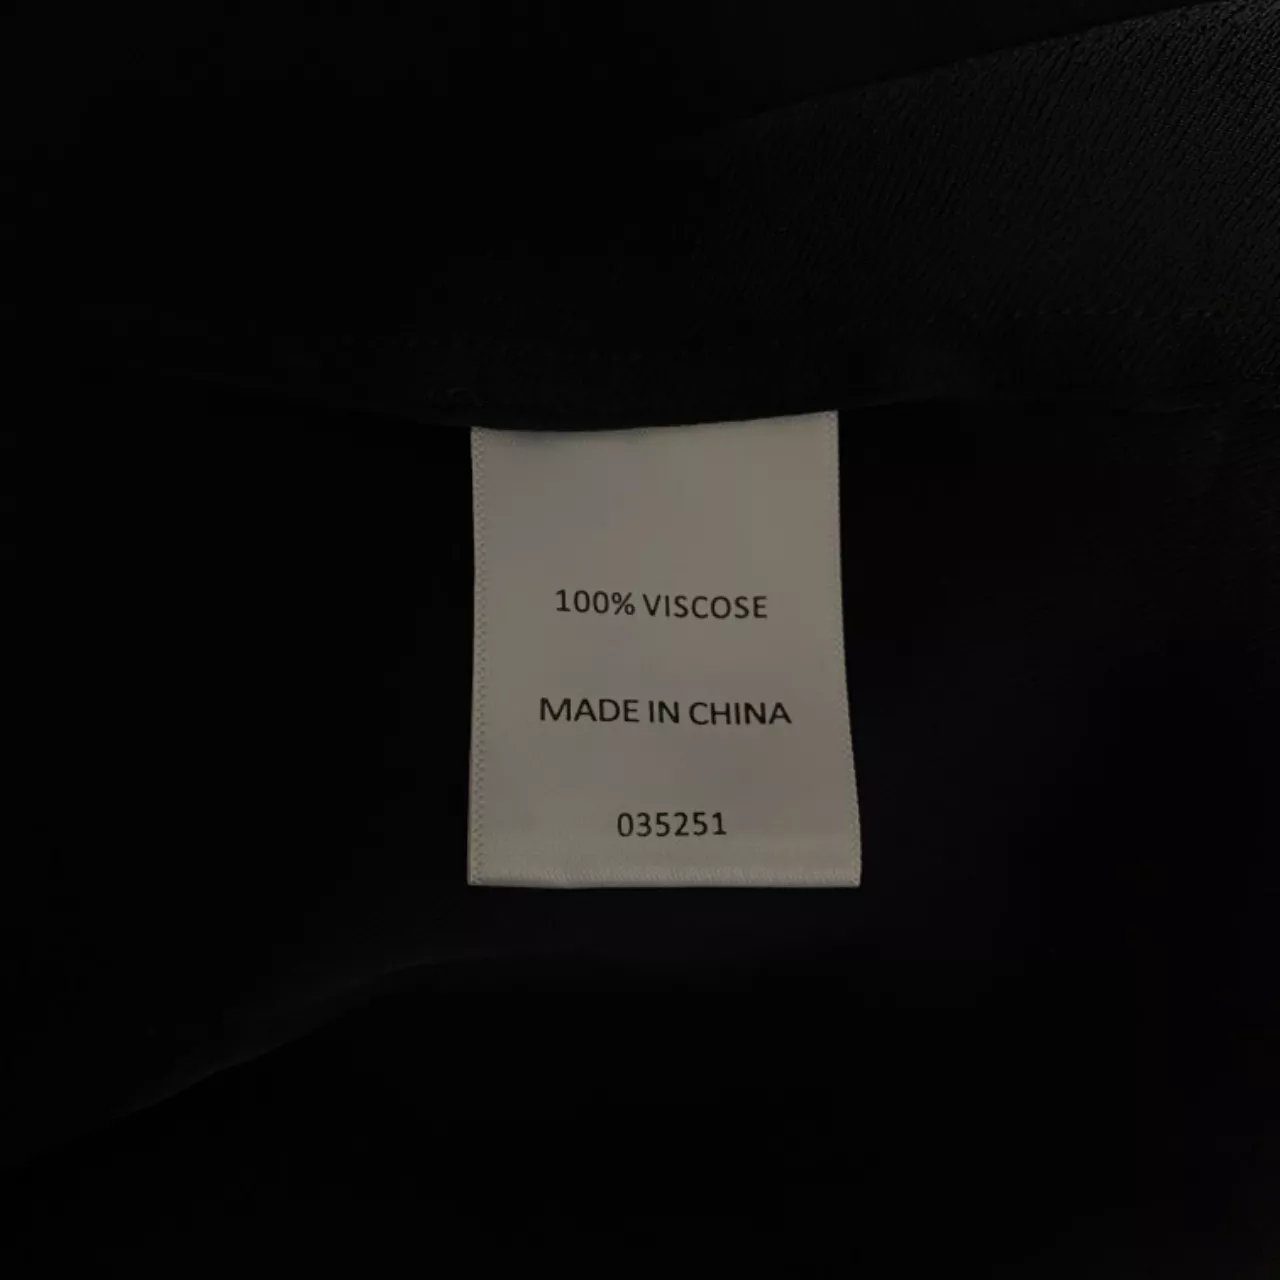 100% VISCOSE
MADE IN CHINA
035251